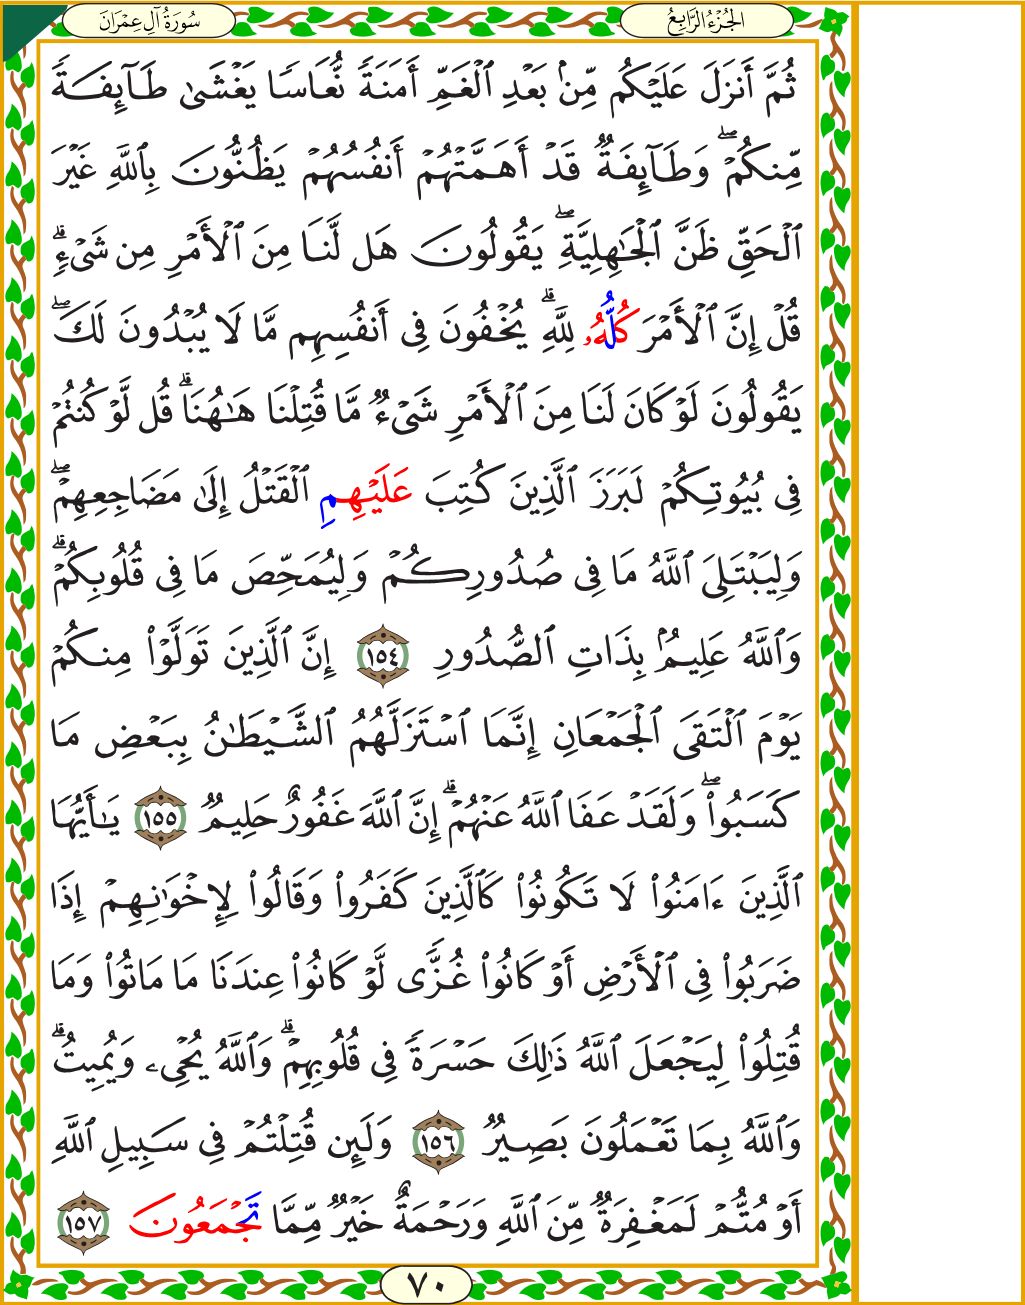 الجُزْءُ الرَّابِعُ
سُورَةُ آلِ عِمْرَانَ
ثُمَّ أَنزَلَ عَلَيْكُم مِّنۢ بَعْدِ ٱلْغَمِّ أَمَنَةً نُّعَاسًا يَغْشَىٰ طَآئِفَةً
مِّنكُمْ ۖ وَطَآئِفَةٌ قَدْ أَهَمَّتْهُمْ أَنفُسُهُمْ يَظُنُّونَ بِٱللَّهِ غَيْرَ
ٱلْحَقِّ ظَنَّ ٱلْجَـٰهِلِيَّةِ ۖ يَقُولُونَ هَل لَّنَا مِنَ ٱلْأَمْرِ مِن شَىْءٍ ۗ
قُلْ إِنَّ ٱلْأَمْرَ كُلُّهُۥ لِلَّهِ ۗ يُخْفُونَ فِىٓ أَنفُسِهِم مَّا لَا يُبْدُونَ لَكَ ۖ
يَقُولُونَ لَوْ كَانَ لَنَا مِنَ ٱلْأَمْرِ شَىْءٌ مَّا قُتِلْنَا هَـٰهُنَا ۗ قُل لَّوْ كُنتُمْ
فِى بُيُوتِكُمْ لَبَرَزَ ٱلَّذِينَ كُتِبَ عَلَيْهِمِ ٱلْقَتْلُ إِلَىٰ مَضَاجِعِهِمْ ۖ
وَلِيَبْتَلِىَ ٱللَّهُ مَا فِى صُدُورِكُمْ وَلِيُمَحِّصَ مَا فِى قُلُوبِكُمْ ۗ
وَٱللَّهُ عَلِيمٌۢ بِذَاتِ ٱلصُّدُورِ ١٥٤ إِنَّ ٱلَّذِينَ تَوَلَّوْا۟ مِنكُمْ
يَوْمَ ٱلْتَقَى ٱلْجَمْعَانِ إِنَّمَا ٱسْتَزَلَّهُمُ ٱلشَّيْطَـٰنُ بِبَعْضِ مَا
كَسَبُوا۟ ۖ وَلَقَدْ عَفَا ٱللَّهُ عَنْهُمْ ۗ إِنَّ ٱللَّهَ غَفُورٌ حَلِيمٌ ١٥٥ يَـٰٓأَيُّهَا
ٱلَّذِينَ ءَامَنُوا۟ لَا تَكُونُوا۟ كَٱلَّذِينَ كَفَرُوا۟ وَقَالُوا۟ لِإِخْوَٰنِهِمْ إِذَا
ضَرَبُوا۟ فِى ٱلْأَرْضِ أَوْ كَانُوا۟ غُزًّى لَّوْ كَانُوا۟ عِندَنَا مَا مَاتُوا۟ وَمَا
قُتِلُوا۟ لِيَجْعَلَ ٱللَّهُ ذَٰلِكَ حَسْرَةً فِى قُلُوبِهِمْ ۗ وَٱللَّهُ يُحْىِۦ وَيُمِيتُ ۗ
وَٱللَّهُ بِمَا تَعْمَلُونَ بَصِيرٌ ١٥٦ وَلَئِن قُتِلْتُمْ فِى سَبِيلِ ٱللَّهِ
أَوْ مُتُّمْ لَمَغْفِرَةٌ مِّنَ ٱللَّهِ وَرَحْمَةٌ خَيْرٌ مِّمَّا تَجْمَعُونَ ١٥٧
٧٠